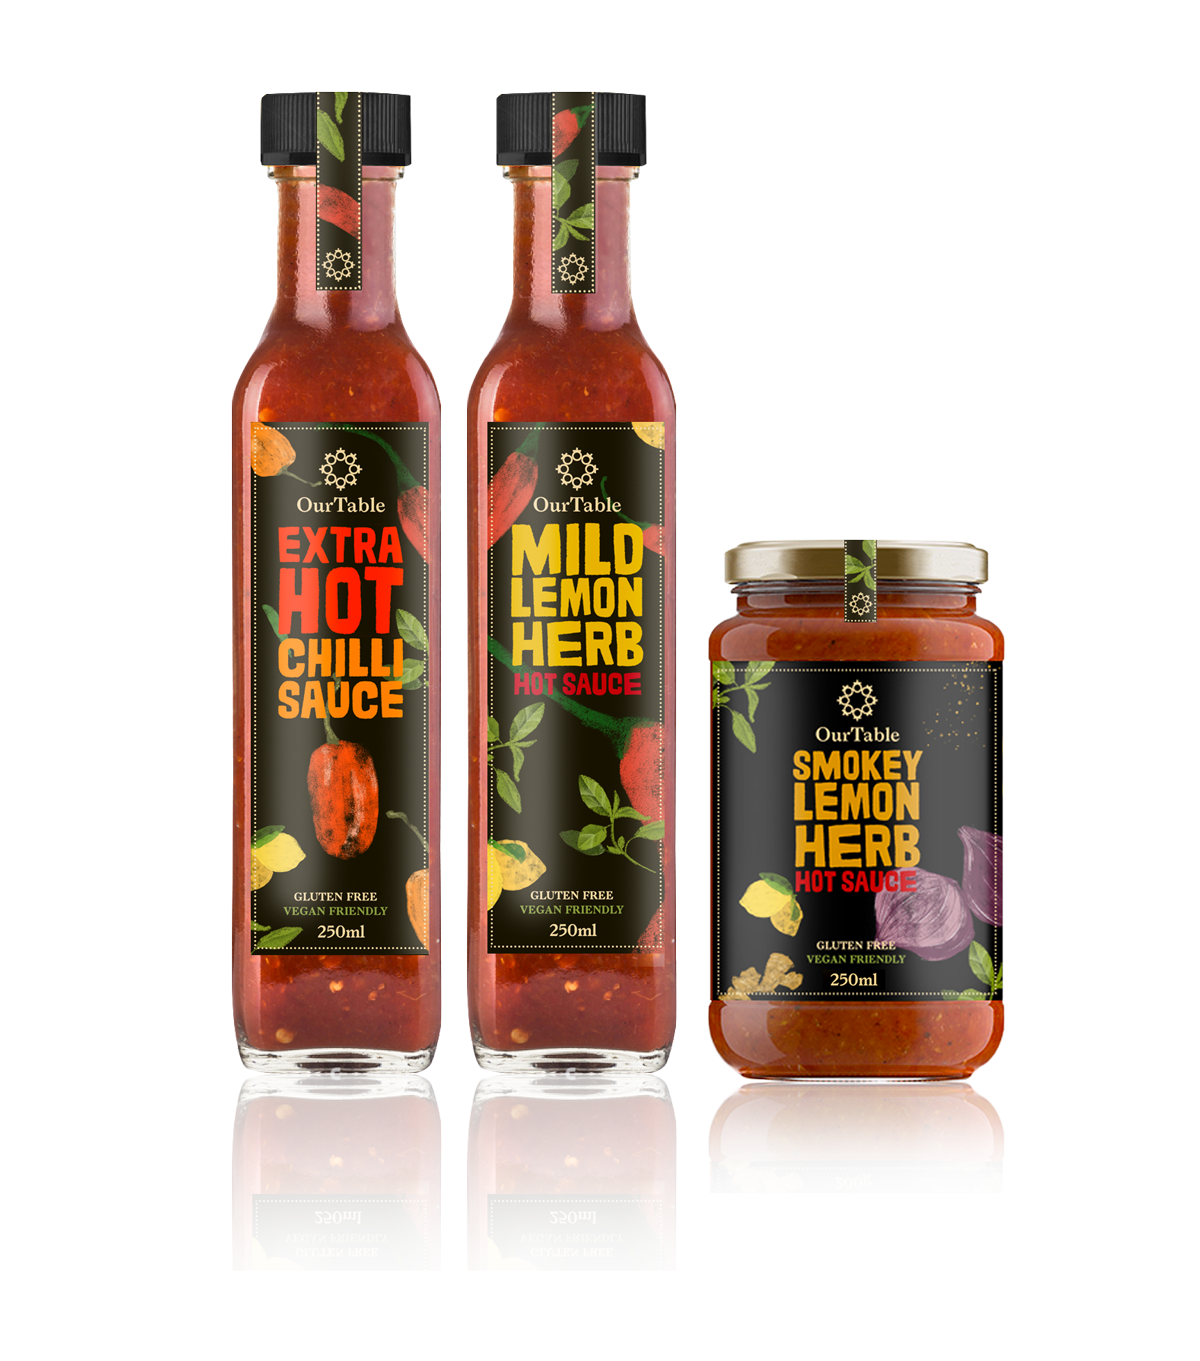 OurTable
EXTRA
HOT
CHILLI
SAUCE
GLUTEN FREE
VEGAN FRIENDLY
250ml
OurTable
MILD
LEMON
HERB
HOT SAUCE
GLUTEN FREE
VEGAN FRIENDLY
250ml
OurTable
SMOKEY
LEMON
HERB
HOT SAUCE
GLUTEN FREE
VEGAN FRIENDLY
250ml